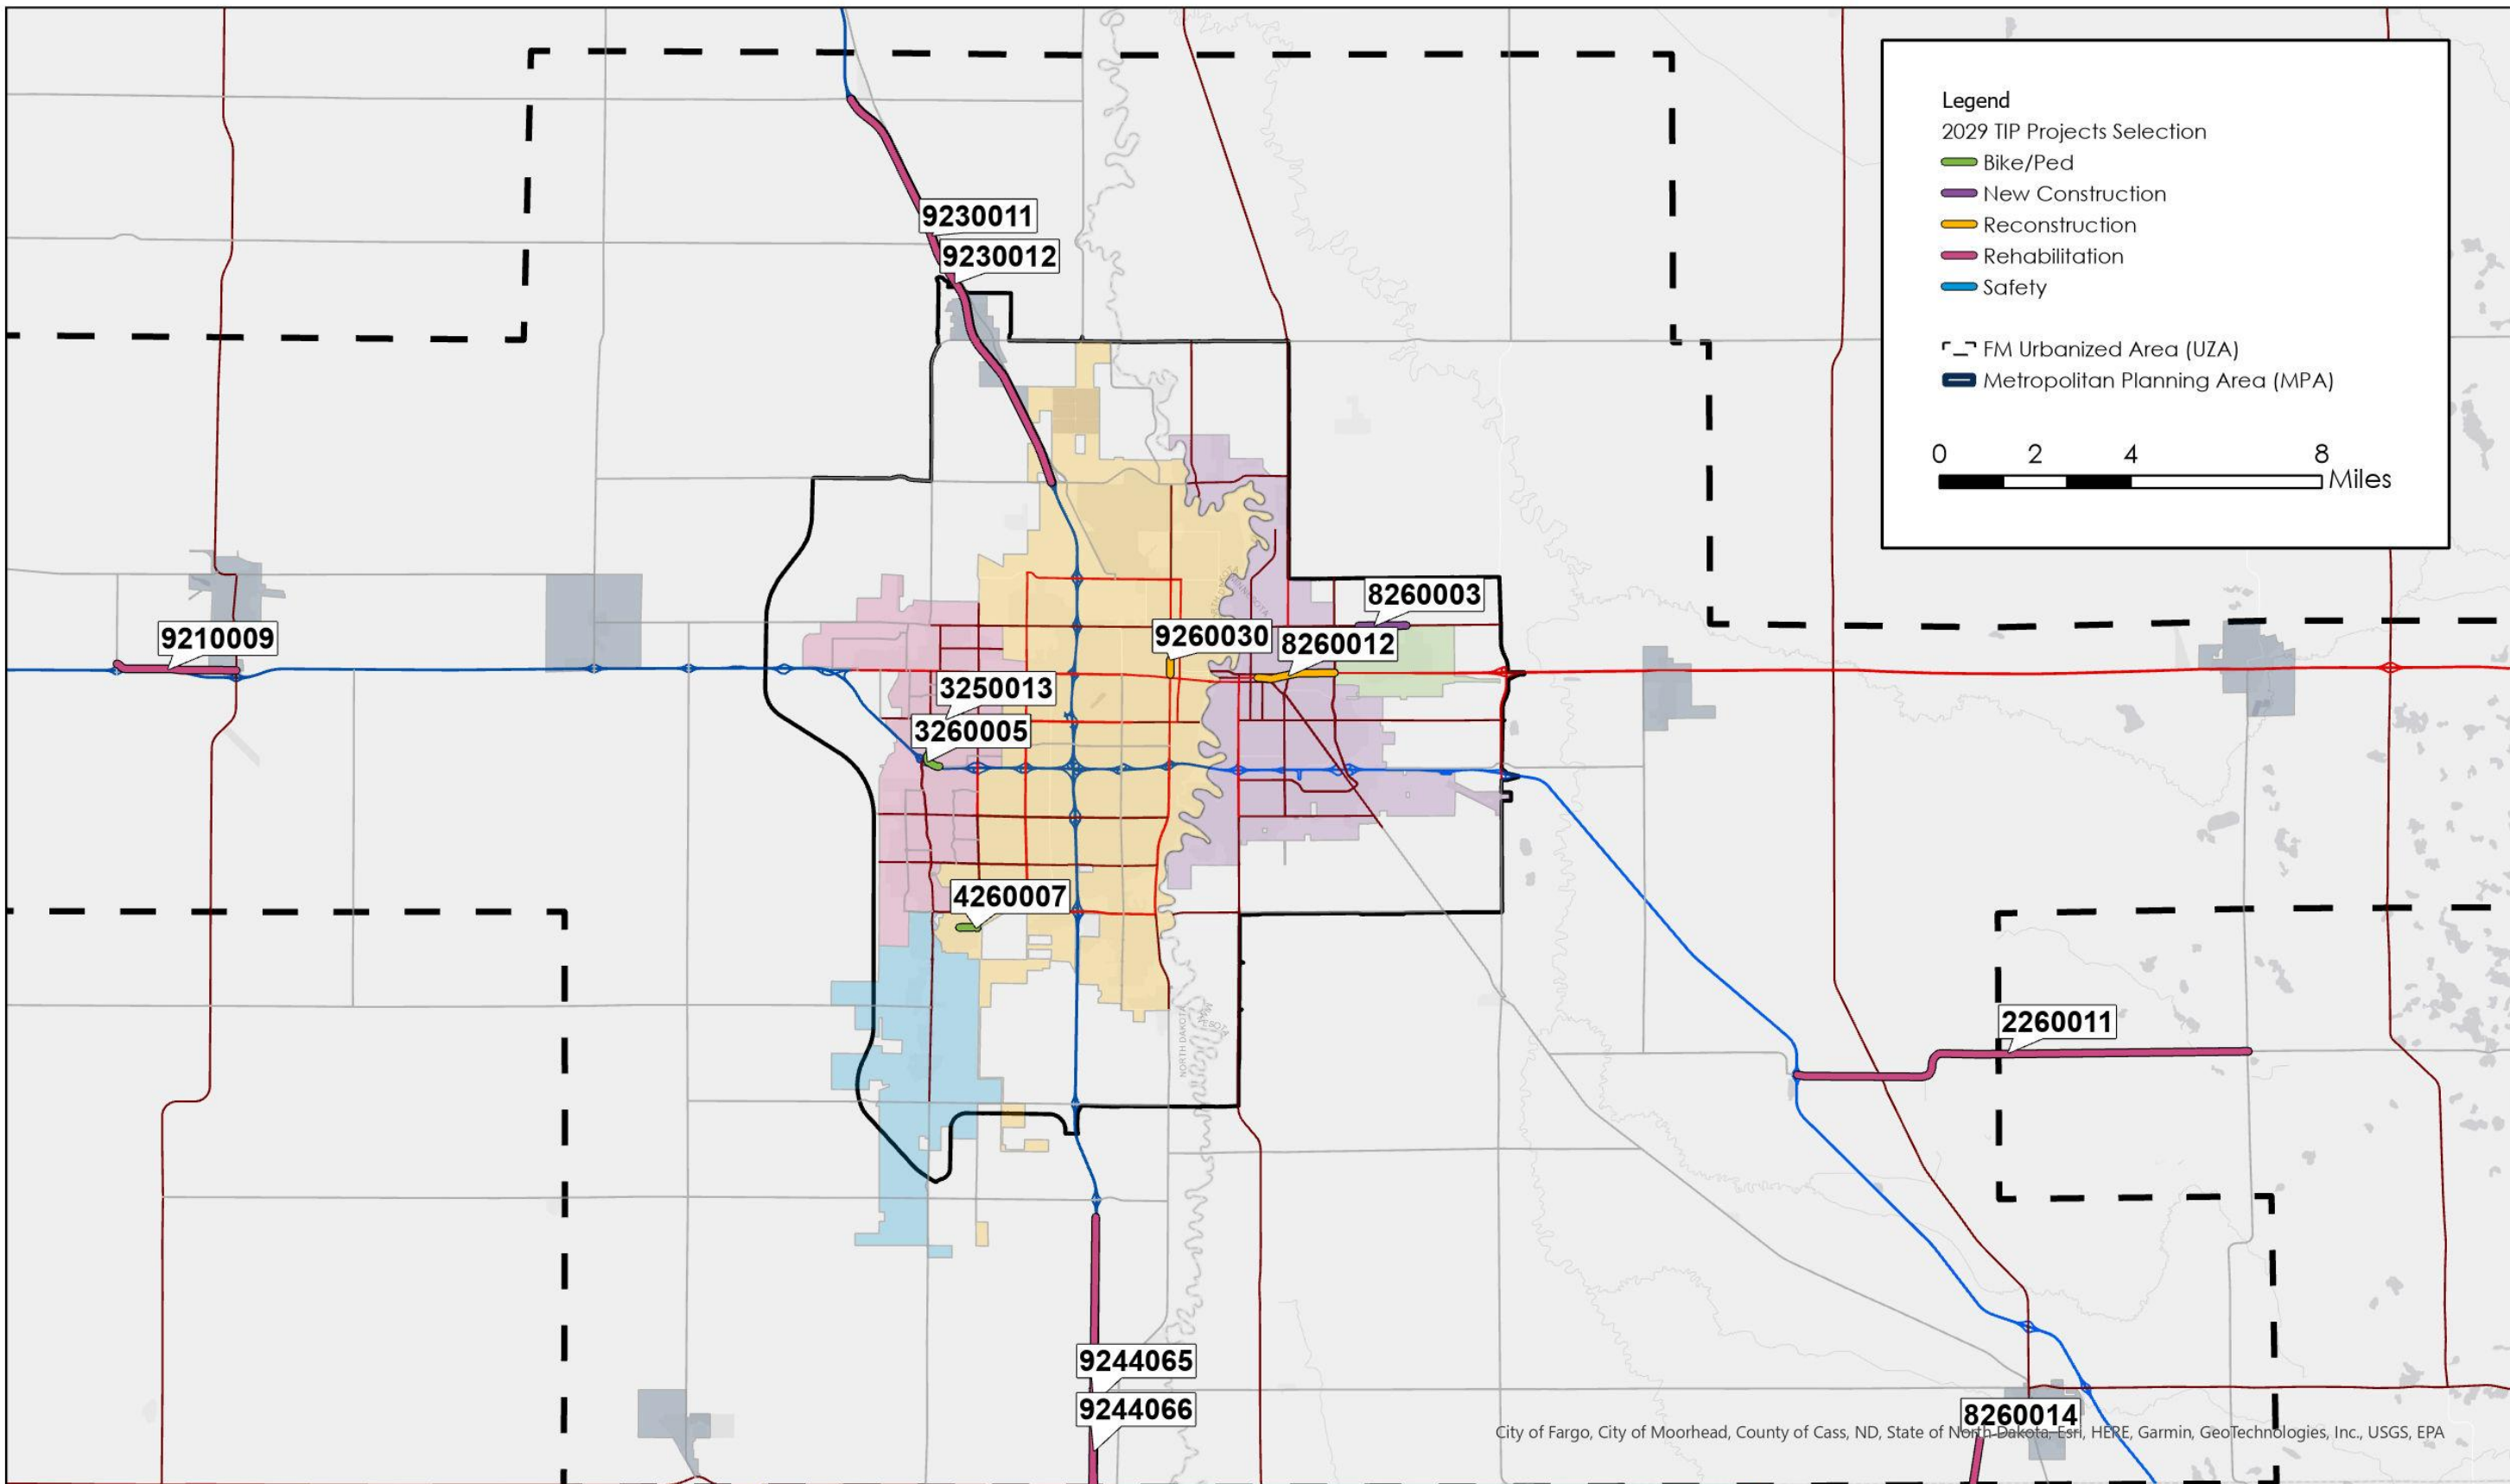 Legend
2029 TIP Projects Selection
Bike/Ped
New Construction
Reconstruction
Rehabilitation
Safety
FM Urbanized Area (UZA)
Metropolitan Planning Area (MPA)
0 2 4 8
Miles
9230011
9230012
8260003
9210009
9260030
8260012
3250013
3260005
4260007
NORTH DAKOTA
2260011
9244065
9244066
8260014
City of Fargo, City of Moorhead, County of Cass, ND, State of North Dakota, Esri, HERE, Garmin, GeoTechnologies, Inc., USGS, EPA